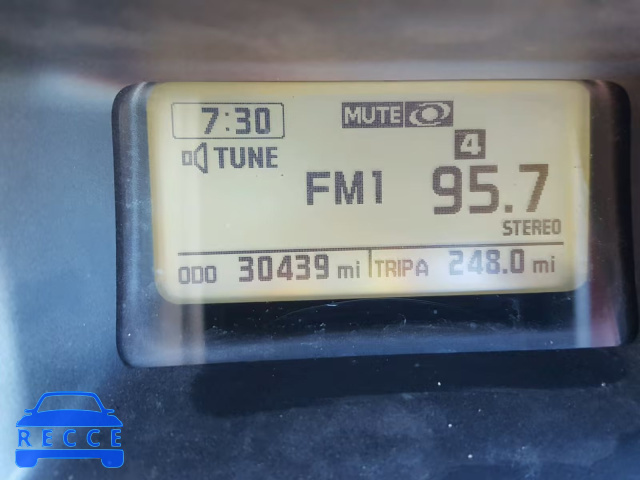 7:30 MUTE
TUNE 4
FM1 95.7
STEREO
ODO 30439 mi TRIPA 248.0 mi
RECCE